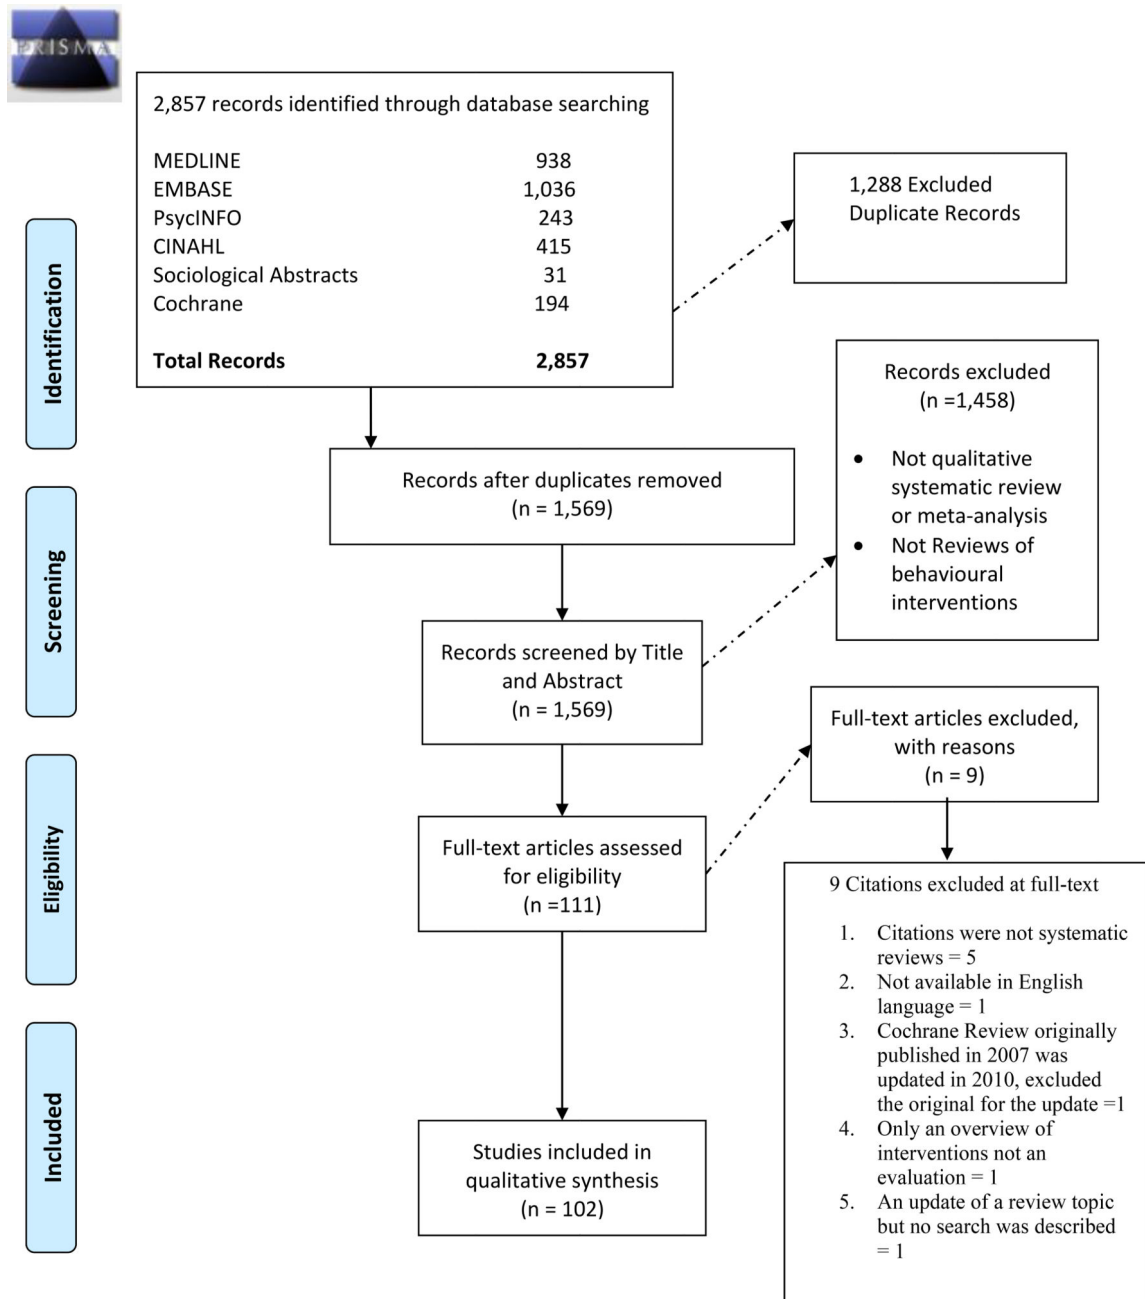 PRISMA
2,857 records identified through database searching
MEDLINE 938
EMBASE 1,036
PsycINFO 243
CINAHL 415
Sociological Abstracts 31
Cochrane 194
Total Records 2,857
1,288 Excluded
Duplicate Records
Identification
Records excluded
(n =1,458)
• Not qualitative
systematic review
or meta-analysis
• Not Reviews of
behavioural
interventions
Records after duplicates removed
(n = 1,569)
Screening
Records screened by Title
and Abstract
(n = 1,569)
Full-text articles excluded,
with reasons
(n = 9)
Eligibility
Full-text articles assessed
for eligibility
(n =111)
9 Citations excluded at full-text
1. Citations were not systematic
reviews = 5
2. Not available in English
language = 1
3. Cochrane Review originally
published in 2007 was
updated in 2010, excluded
the original for the update =1
4. Only an overview of
interventions not an
evaluation = 1
5. An update of a review topic
but no search was described
= 1
Included
Studies included in
qualitative synthesis
(n = 102)